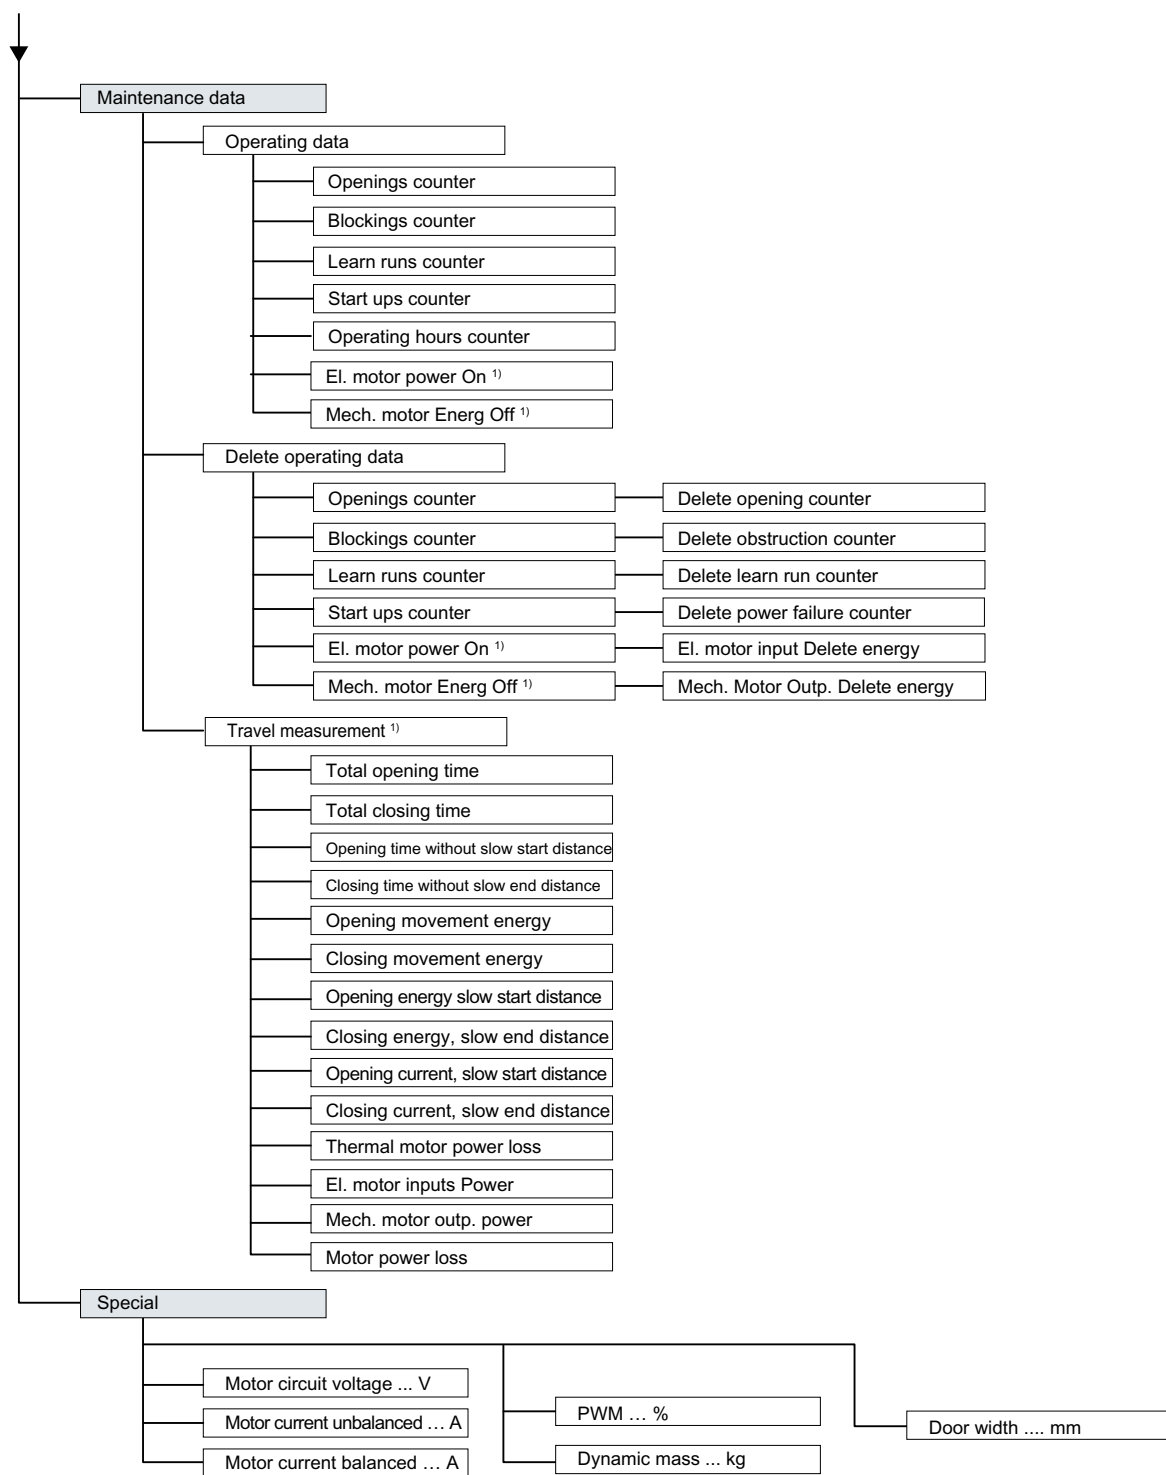 Maintenance data
Operating data
Openings counter
Blockings counter
Learn runs counter
Start ups counter
Operating hours counter
El. motor power On 1)
Mech. motor Energ Off 1)
Delete operating data
Openings counter
Delete opening counter
Blockings counter
Delete obstruction counter
Learn runs counter
Delete learn run counter
Start ups counter
Delete power failure counter
El. motor power On 1)
El. motor input Delete energy
Mech. motor Energ Off 1)
Mech. Motor Outp. Delete energy
Travel measurement 1)
Total opening time
Total closing time
Opening time without slow start distance
Closing time without slow end distance
Opening movement energy
Closing movement energy
Opening energy slow start distance
Closing energy, slow end distance
Opening current, slow start distance
Closing current, slow end distance
Thermal motor power loss
El. motor inputs Power
Mech. motor outp. power
Motor power loss
Special
Motor circuit voltage ... V
Motor current unbalanced ... A
Motor current balanced ... A
PWM ... %
Dynamic mass ... kg
Door width .... mm